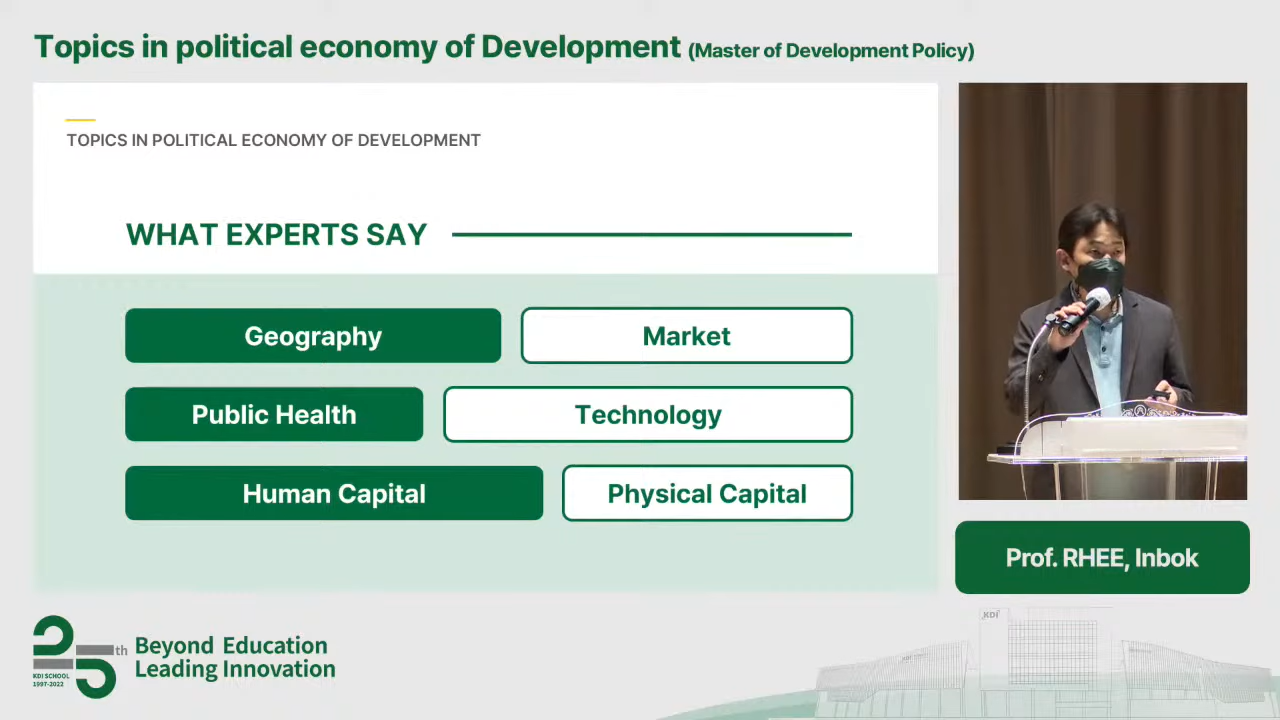 Topics in political economy of Development (Master of Development Policy)
TOPICS IN POLITICAL ECONOMY OF DEVELOPMENT
WHAT EXPERTS SAY
Geography
Market
Public Health
Technology
Human Capital
Physical Capital
Prof. RHEE, Inbok
25th
KDI SCHOOL
1997-2022
Beyond Education
Leading Innovation
KDI